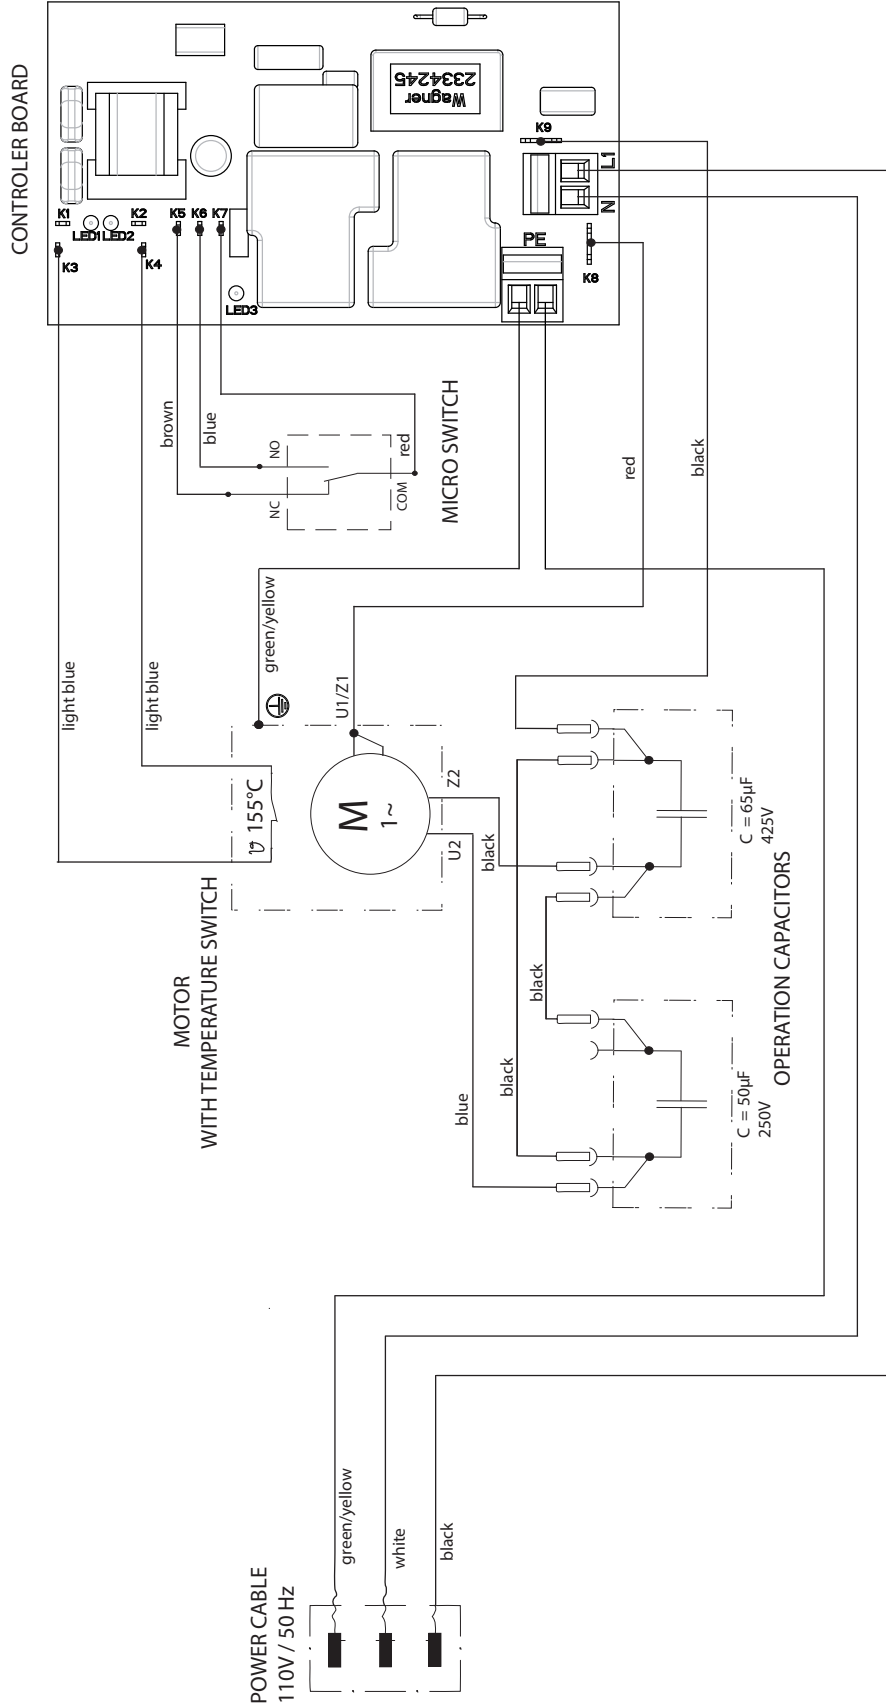 CONTROLER BOARD
Wagner
2334245
K9
L1
N
K1
K2
K5
K6
K7
LED1
LED2
K3
K4
PE
K8
LED3
brown
blue
NO
NC
COM
red
MICRO SWITCH
red
black
green/yellow
light blue
light blue
U1/Z1
ϑ 155°C
M
1~
Z2
U2
black
MOTOR
WITH TEMPERATURE SWITCH
C = 65µF
425V
black
black
blue
OPERATION CAPACITORS
C = 50µF
250V
green/yellow
white
black
POWER CABLE
110V / 50 Hz